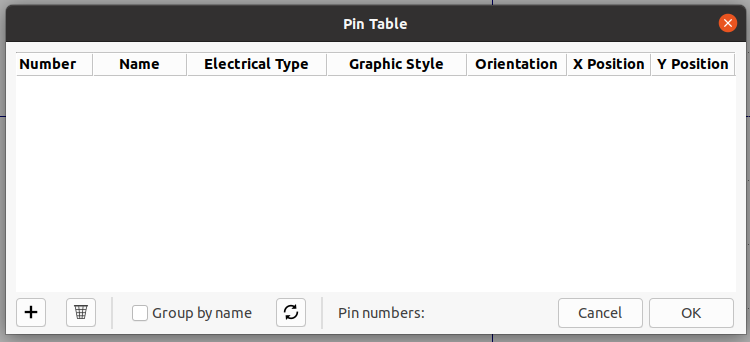 Pin Table
Number Name Electrical Type Graphic Style Orientation X Position Y Position
Group by name Pin numbers: Cancel OK